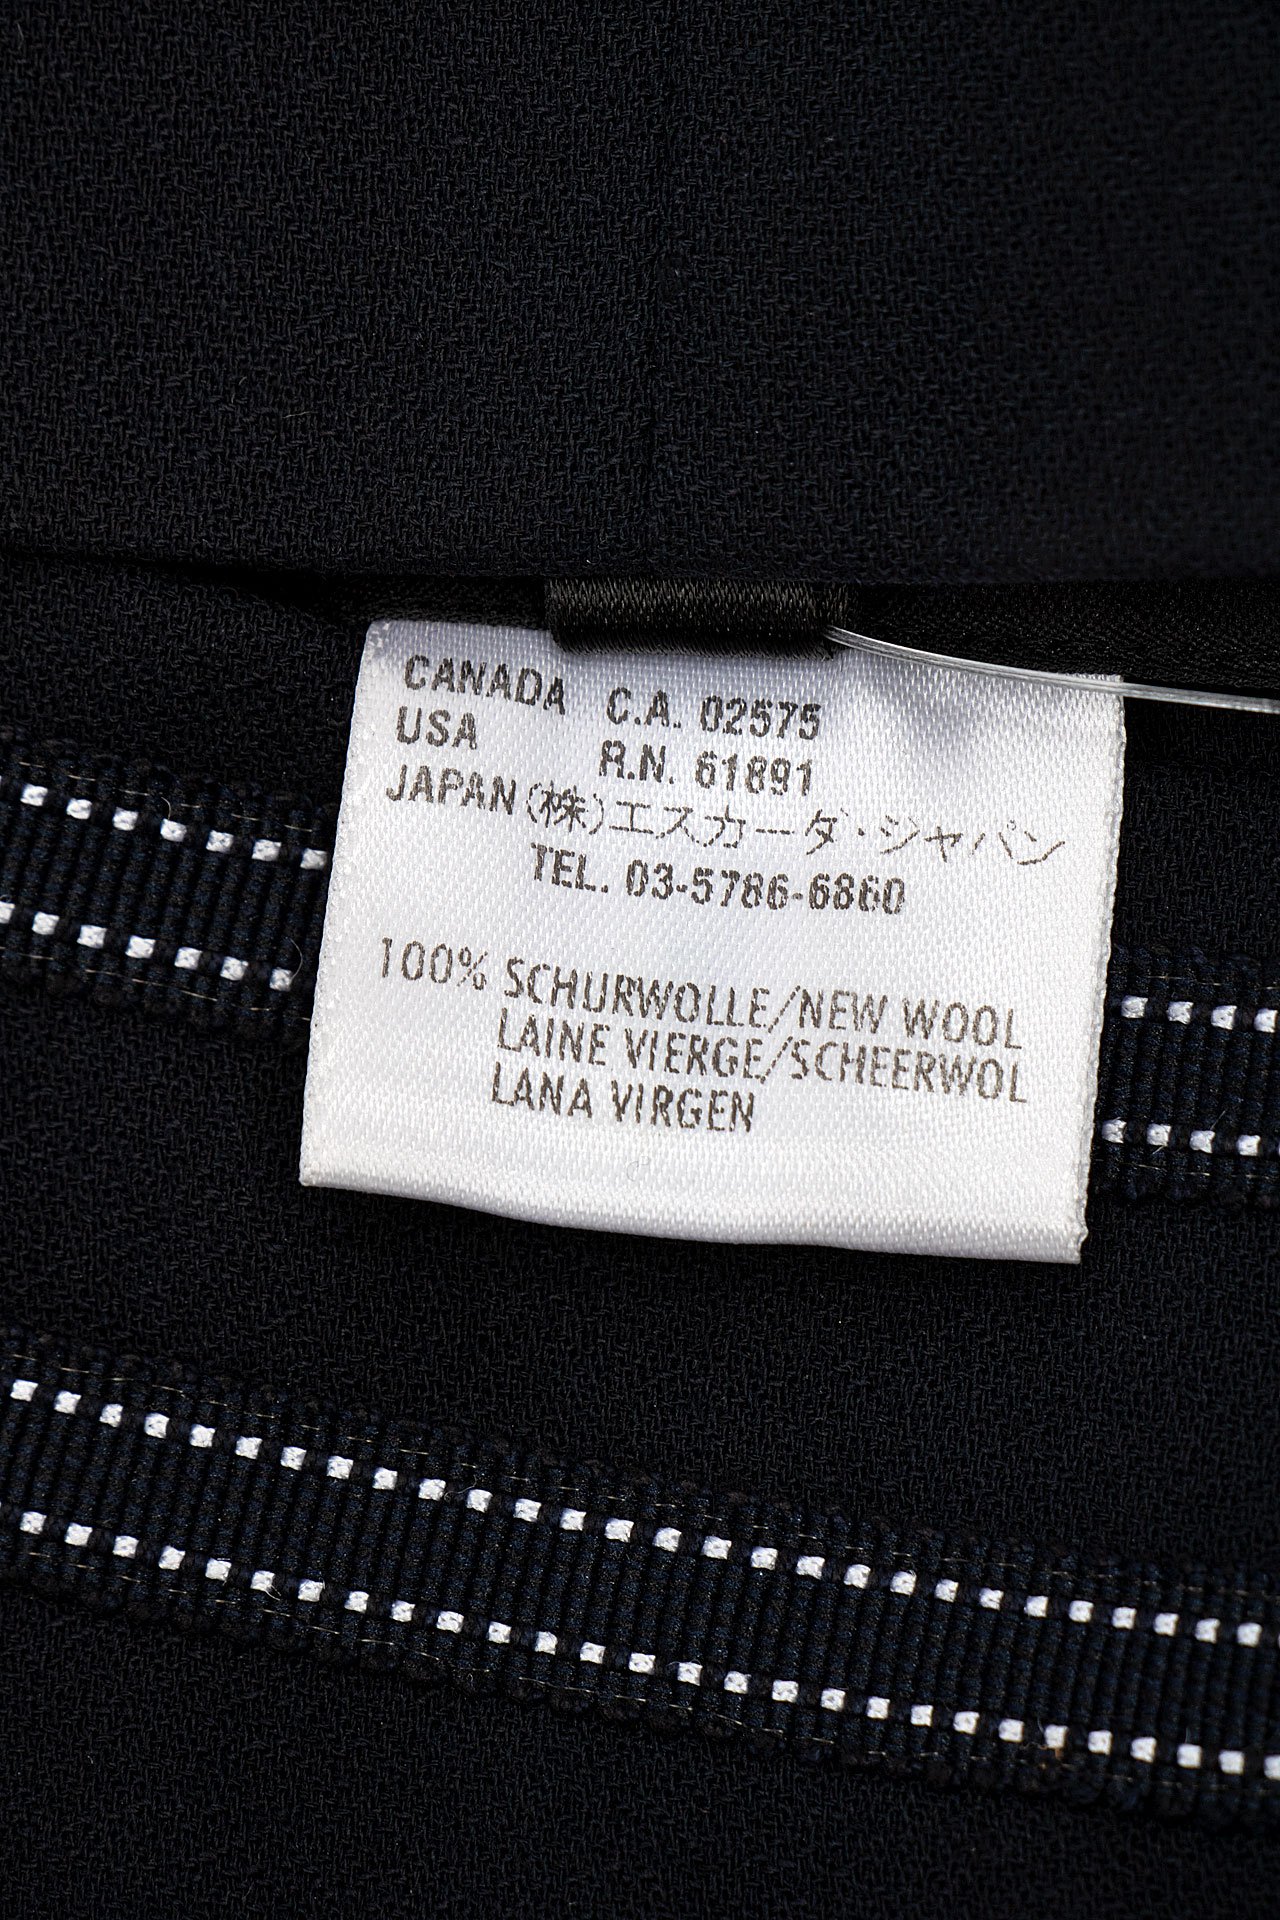 CANADA C.A. 02575
USA R.N. 61891
JAPAN (株)エスカーダ・ジャパン
TEL. 03-5786-6860
100% SCHURWOLLE/NEW WOOL
LAINE VIERGE/SCHEERWOL
LANA VIRGEN